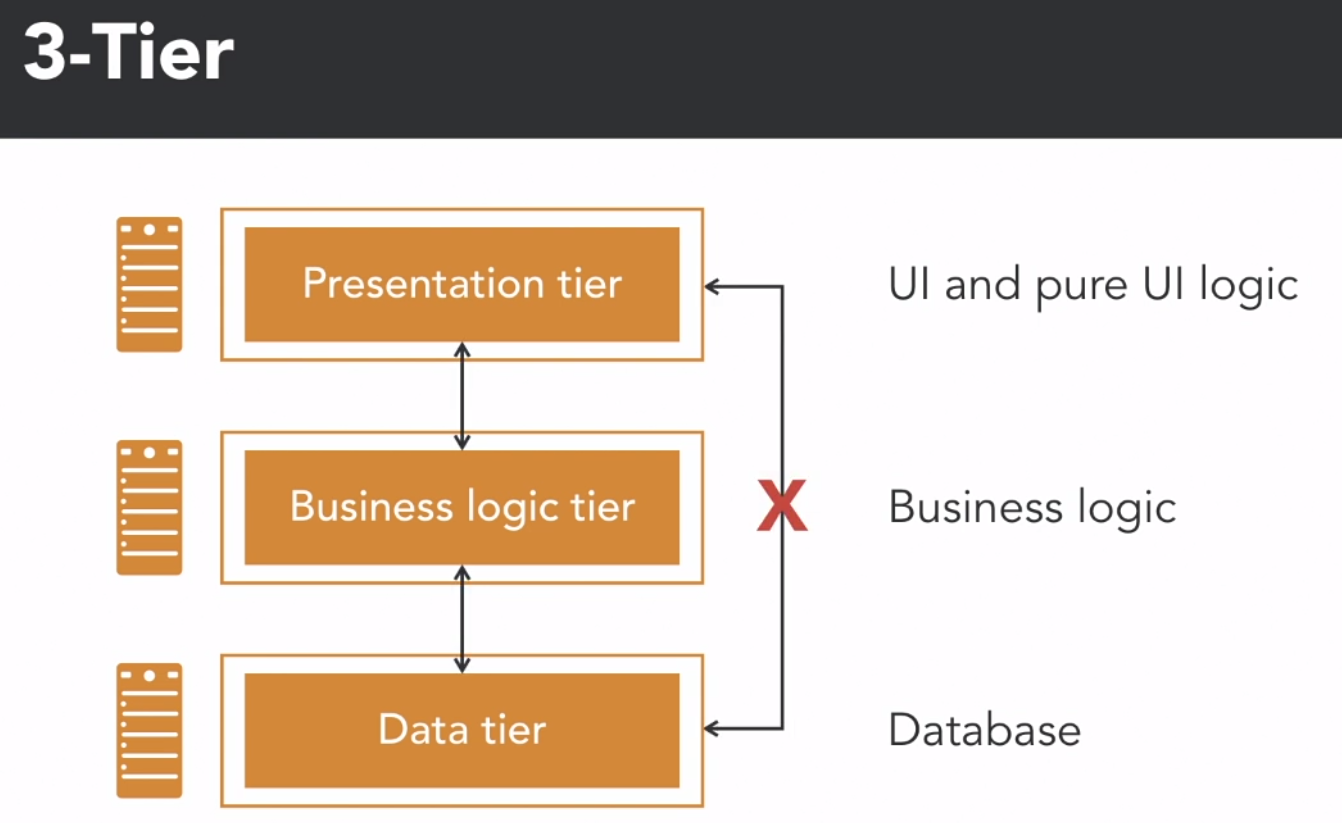 3-Tier
Presentation tier
UI and pure UI logic
X
Business logic tier
Business logic
Data tier
Database